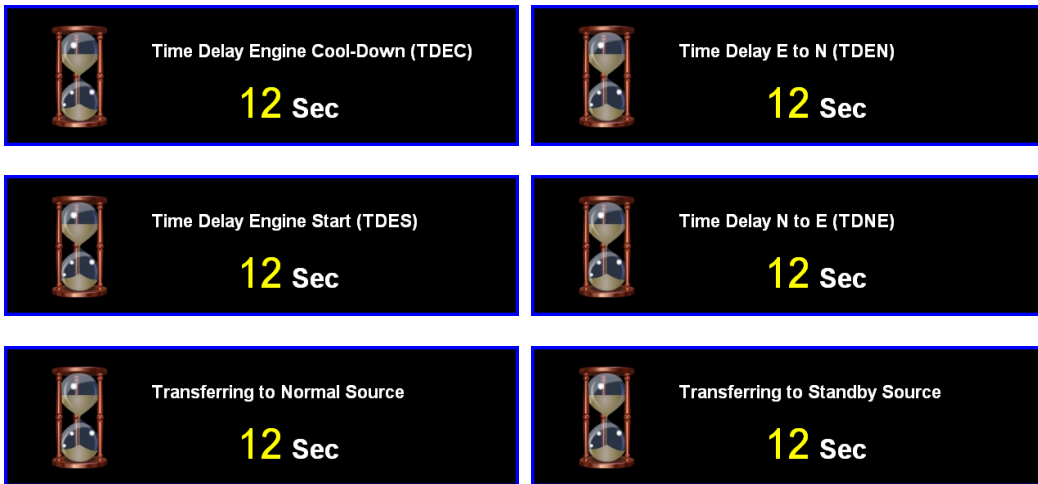 Time Delay Engine Cool-Down (TDEC)
12 Sec
Time Delay E to N (TDEN)
12 Sec
Time Delay Engine Start (TDES)
12 Sec
Time Delay N to E (TDNE)
12 Sec
Transferring to Normal Source
12 Sec
Transferring to Standby Source
12 Sec